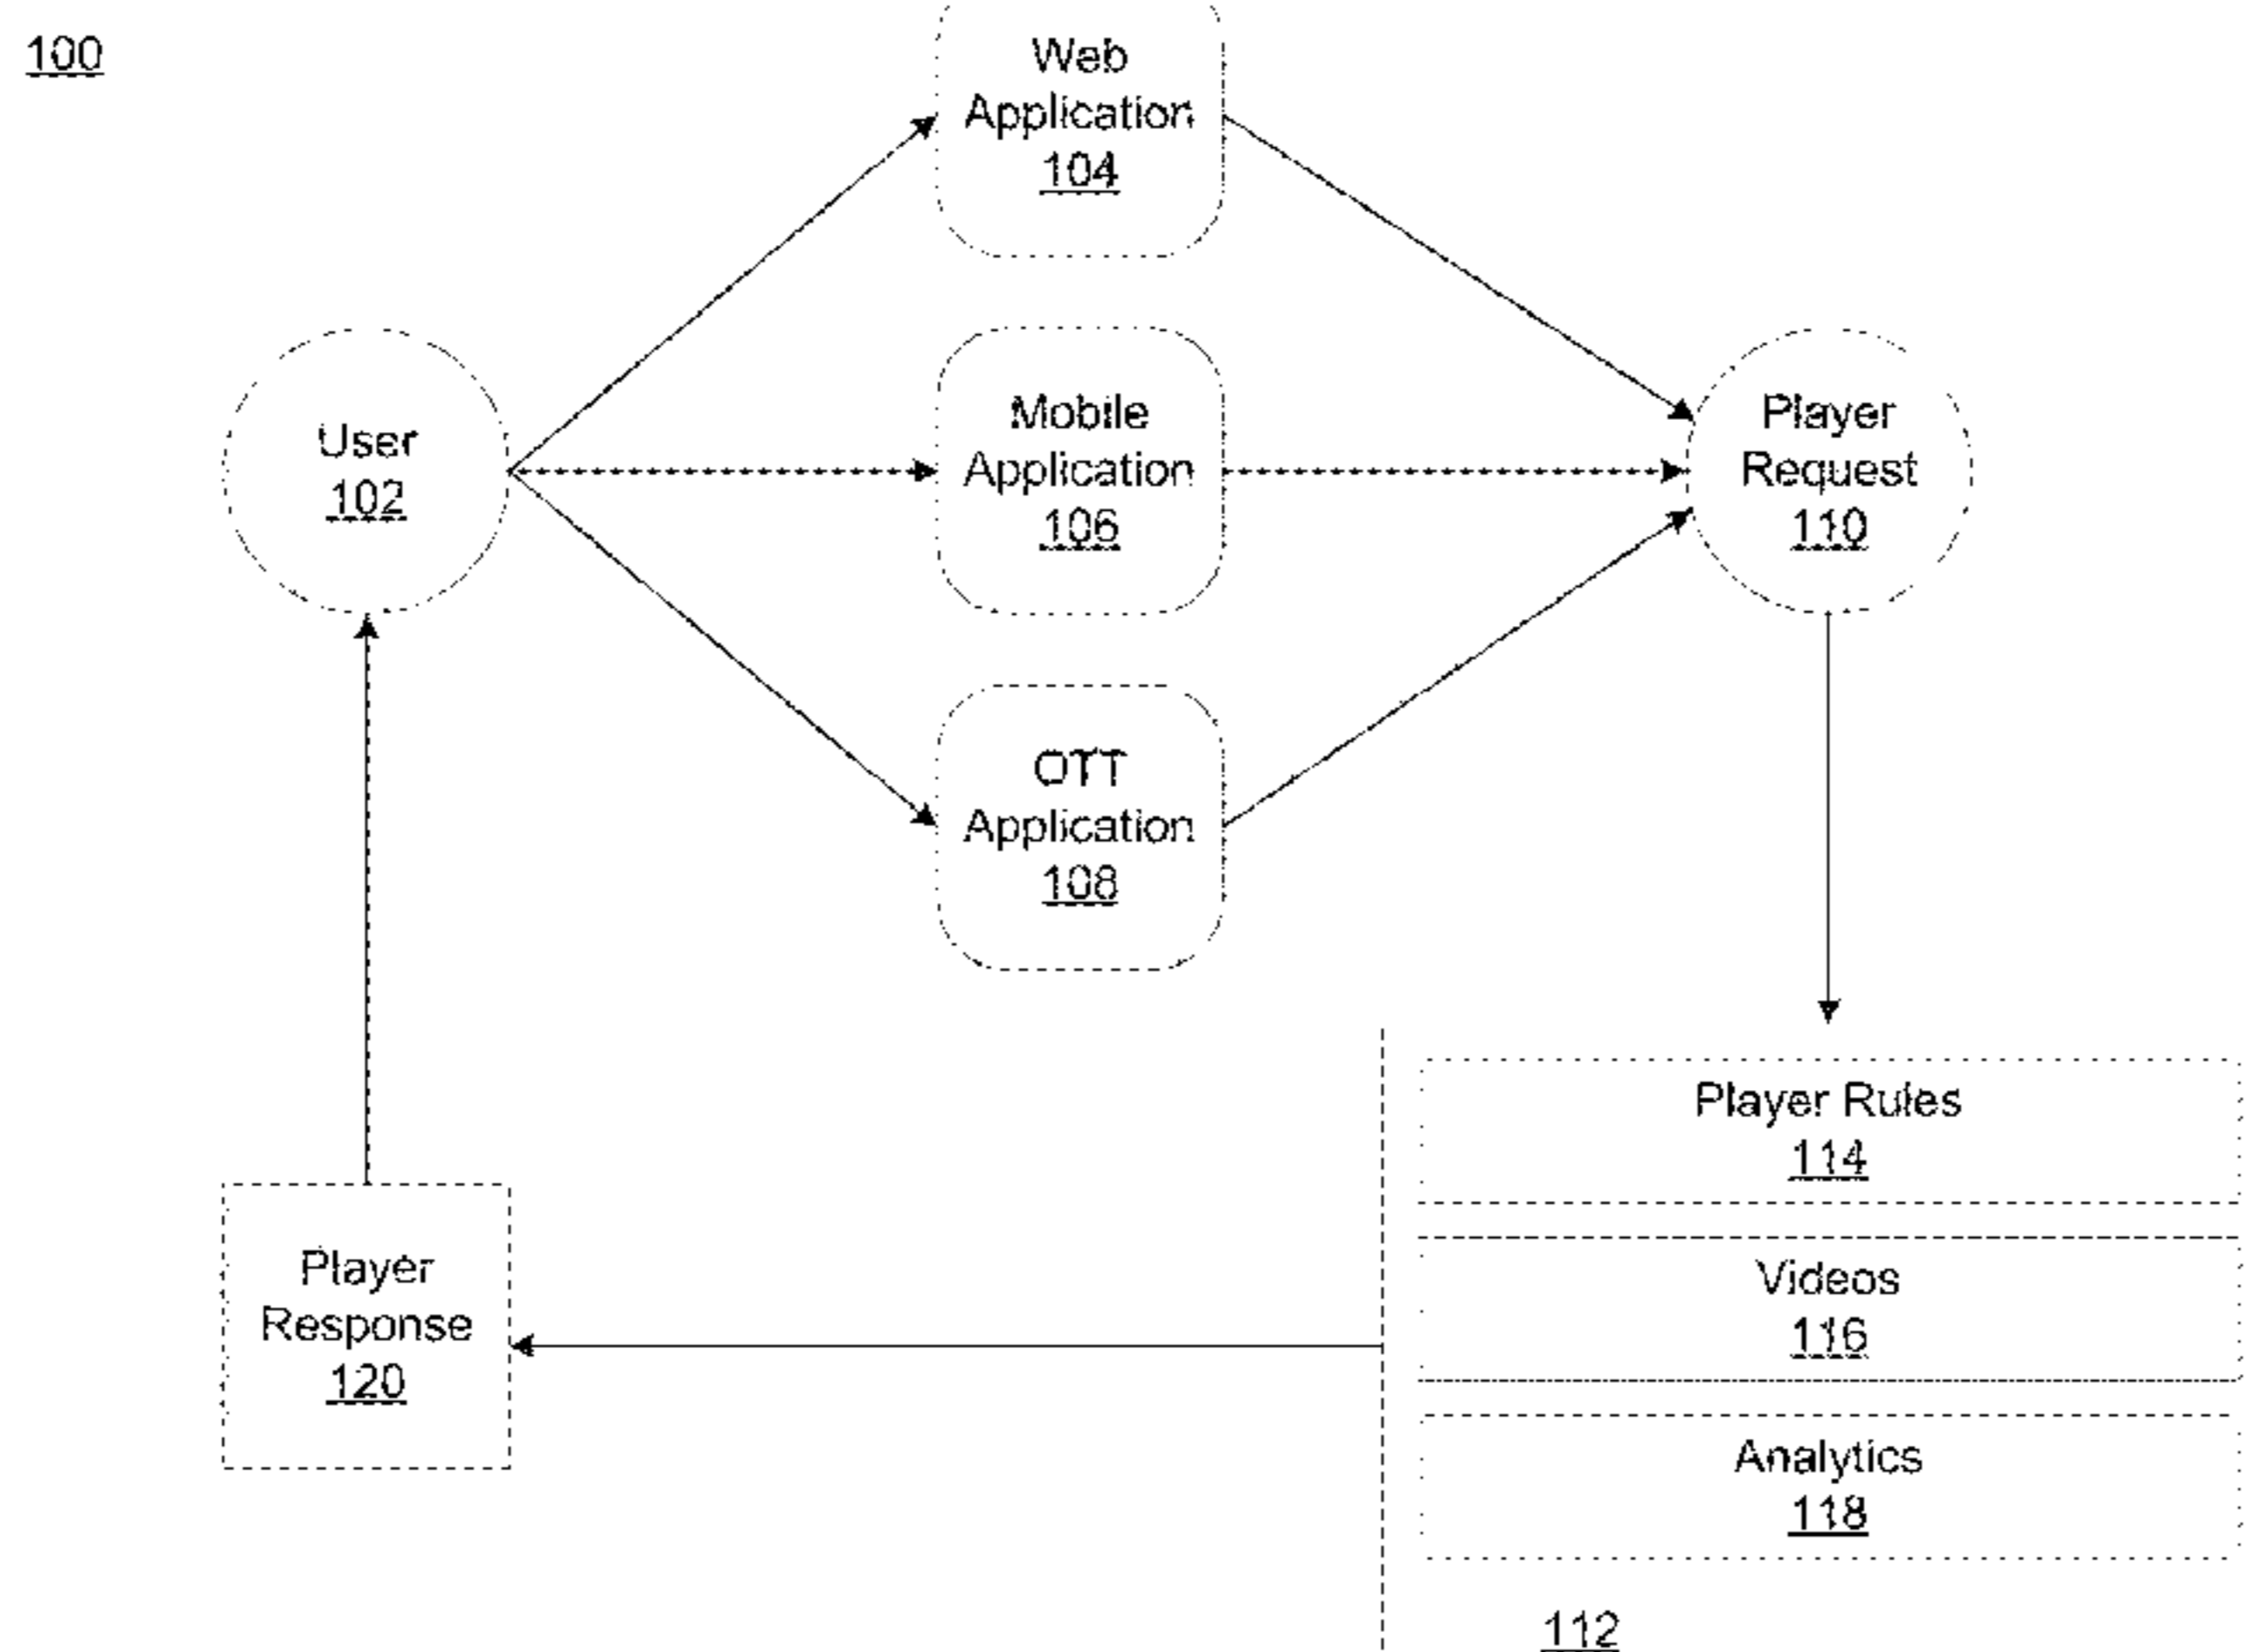 100
Web
Application
104
User
102
Mobile
Application
106
Player
Request
110
OTT
Application
108
Player Rules
114
Player
Response
120
Videos
116
Analytics
118
112